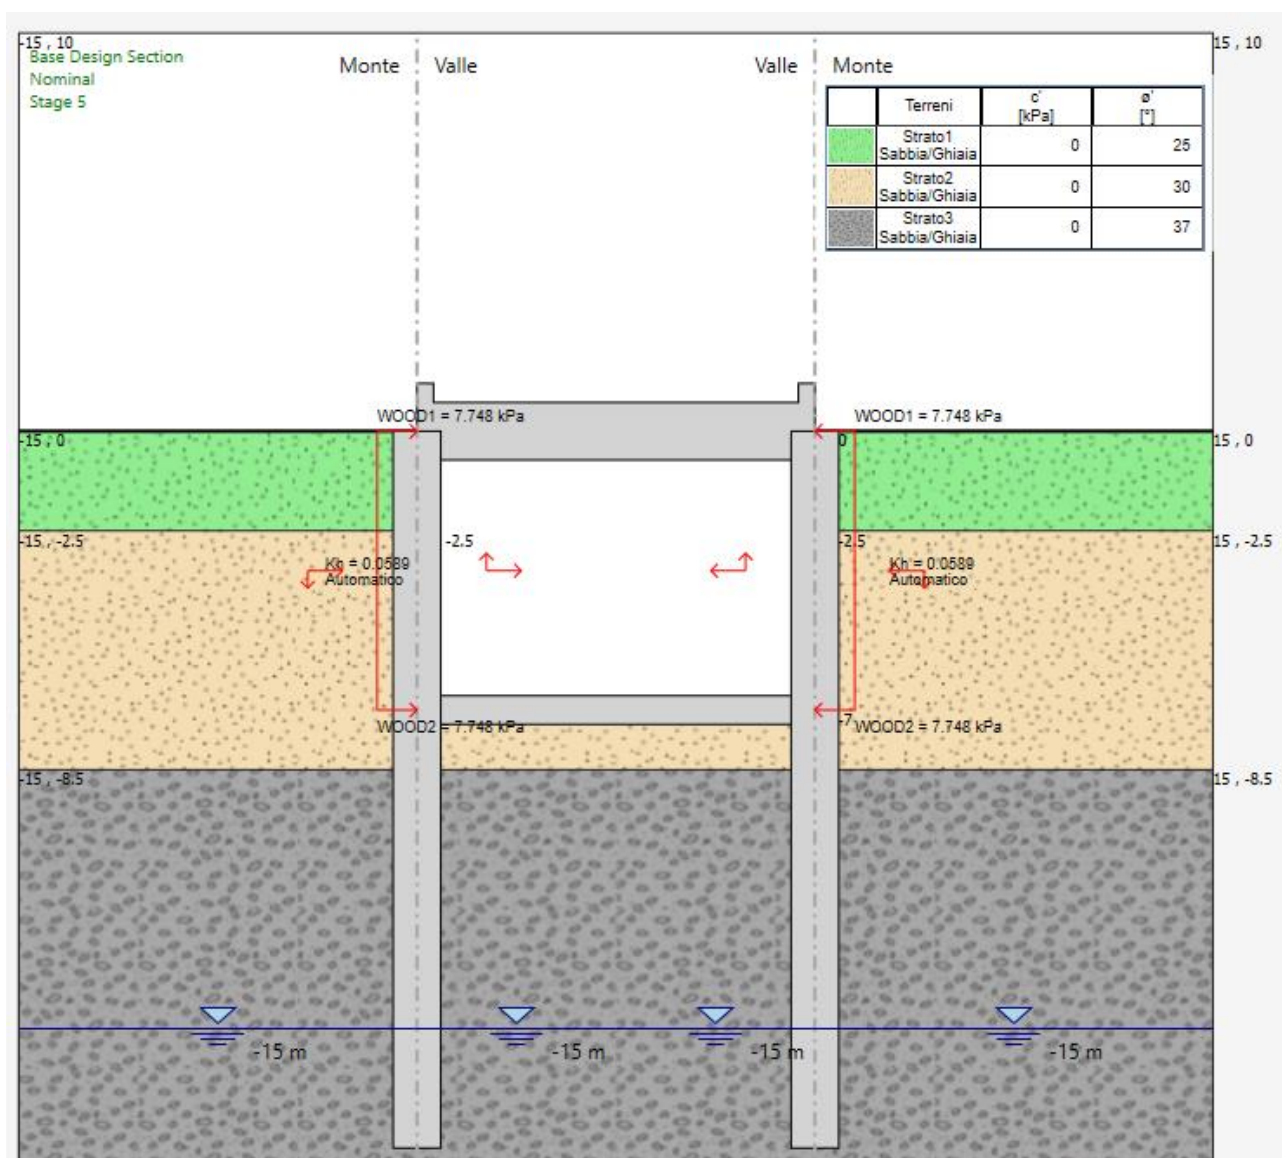 -15 , 10
15 , 10
Base Design Section
Nominal
Stage 5
Monte
Valle
Valle
Monte
Terreni
c'
[kPa]
ø'
[°]
Strato1
Sabbia/Ghiaia
0
25
Strato2
Sabbia/Ghiaia
0
30
Strato3
Sabbia/Ghiaia
0
37
WOOD1 = 7.748 kPa
WOOD1 = 7.748 kPa
-15 , 0
0
15 , 0
-15 , -2.5
-2.5
-2.5
15 , -2.5
Kh = 0.0589
Automatico
Kh = 0.0589
Automatico
-7
WOOD2 = 7.748 kPa
WOOD2 = 7.748 kPa
-15 , -8.5
15 , -8.5
-15 m
-15 m
-15 m
-15 m